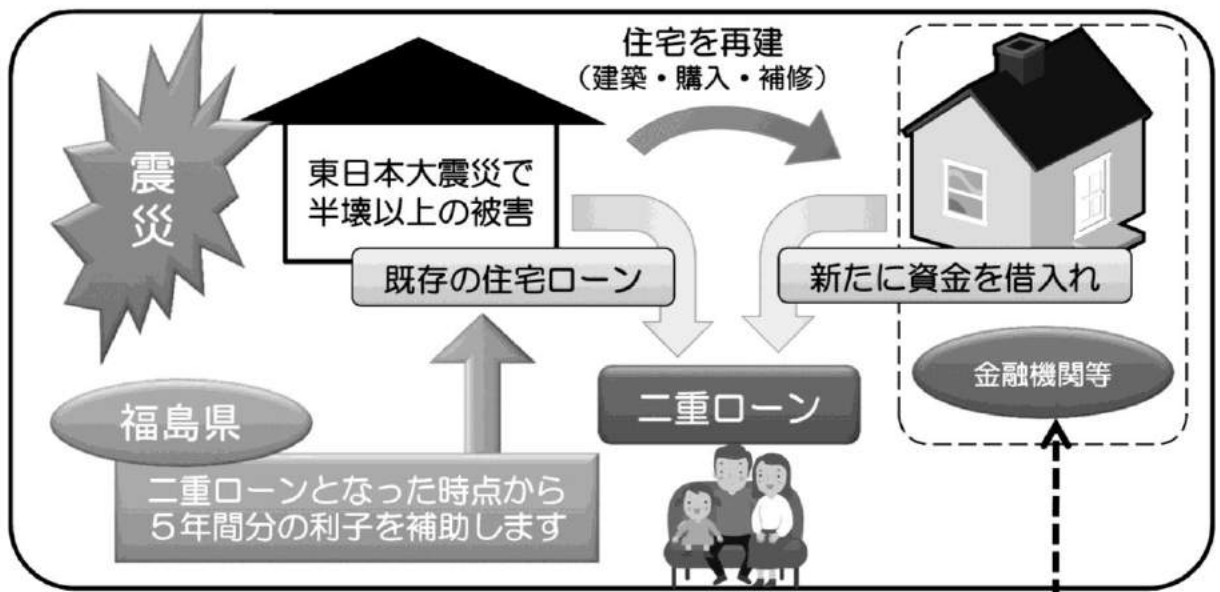 住宅を再建
（建築・購入・補修）
震災
東日本大震災で
半壊以上の被害
既存の住宅ローン
新たに資金を借入れ
金融機関等
二重ローン
福島県
二重ローンとなった時点から
５年間分の利子を補助します